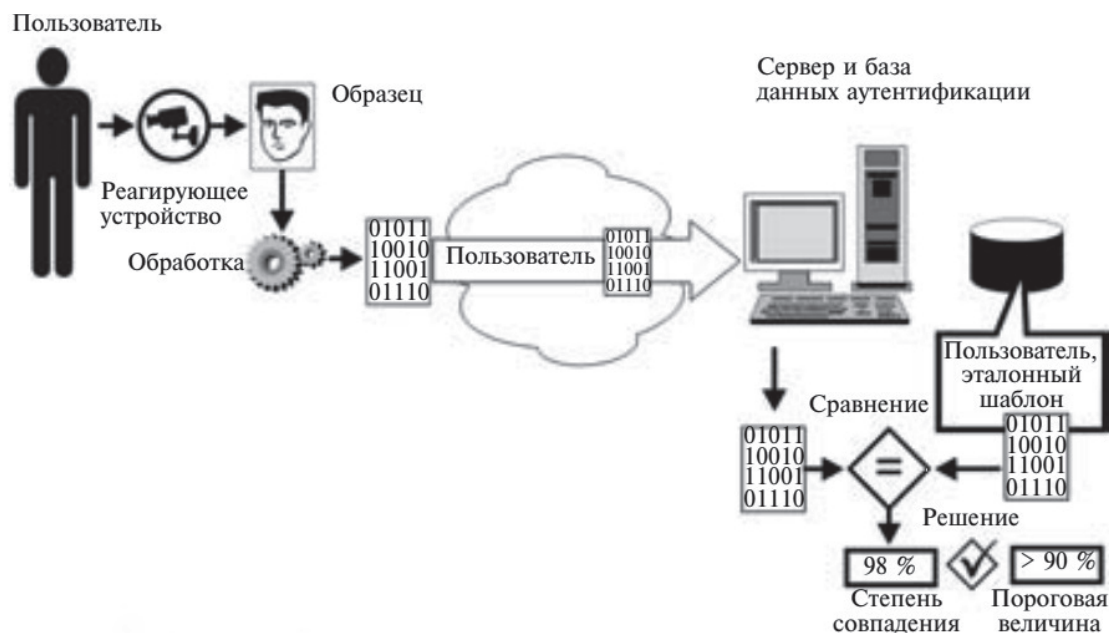 Пользователь
Образец
Сервер и база
данных аутентификации
Реагирующее
устройство
Обработка
01011
10010
11001
01110
Пользователь
01011
10010
11001
01110
Пользователь,
эталонный
шаблон
Сравнение
01011
10010
11001
01110
=
01011
10010
11001
01110
Решение
98 %
> 90 %
Степень
совпадения
Пороговая
величина